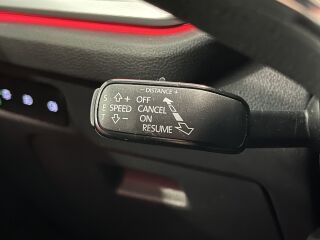 - DISTANCE +
S + OFF
E SPEED CANCEL
T - ON
RESUME